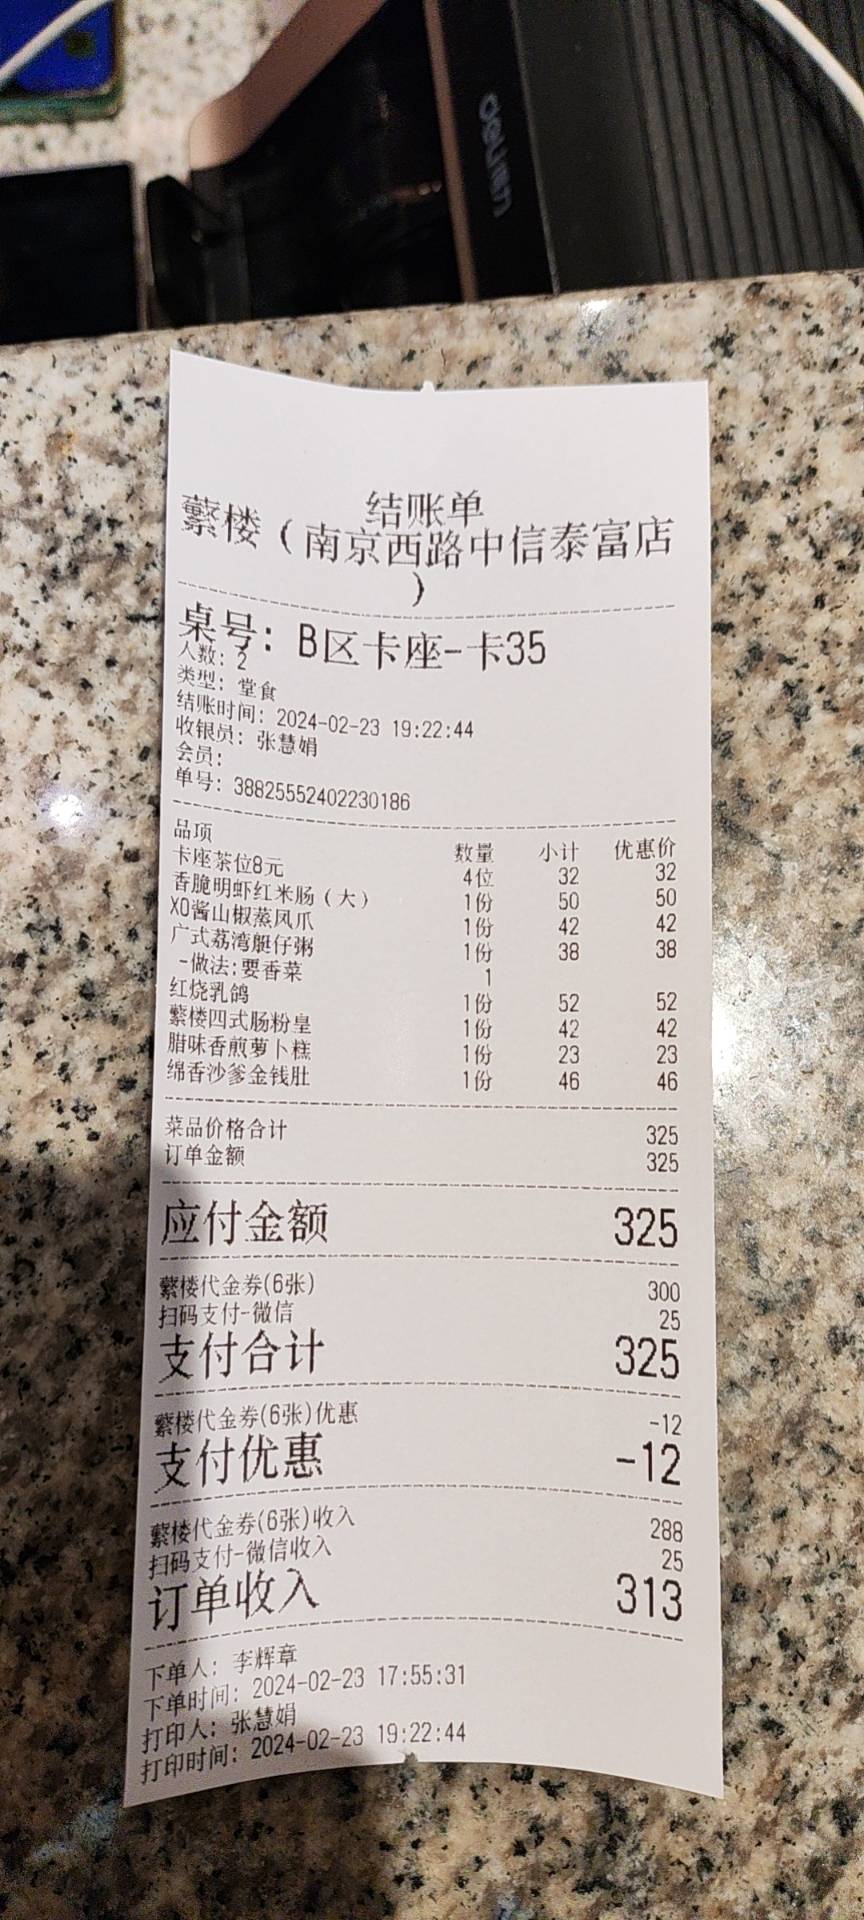 deli
结账单
蘩楼（南京西路中信泰富店
）
桌号: B区卡座-卡35
人数: 2
类型: 堂食
结账时间: 2024-02-23 19:22:44
收银员: 张慧娟
会员:
单号: 38825552402230186
品项 数量 小计 优惠价
卡座茶位8元 4位 32 32
香脆明虾红米肠（大） 1份 50 50
XO酱山椒蒸凤爪 1份 42 42
广式荔湾艇仔粥 1份 38 38
-做法:要香菜 1
红烧乳鸽 1份 52 52
蘩楼四式肠粉皇 1份 42 42
腊味香煎萝卜糕 1份 23 23
绵香沙爹金钱肚 1份 46 46
菜品价格合计 325
订单金额 325
应付金额 325
蘩楼代金券(6张) 300
扫码支付-微信 25
支付合计 325
蘩楼代金券(6张)优惠 -12
支付优惠 -12
蘩楼代金券(6张)收入 288
扫码支付-微信收入 25
订单收入 313
下单人: 李辉章
下单时间: 2024-02-23 17:55:31
打印人: 张慧娟
打印时间: 2024-02-23 19:22:44